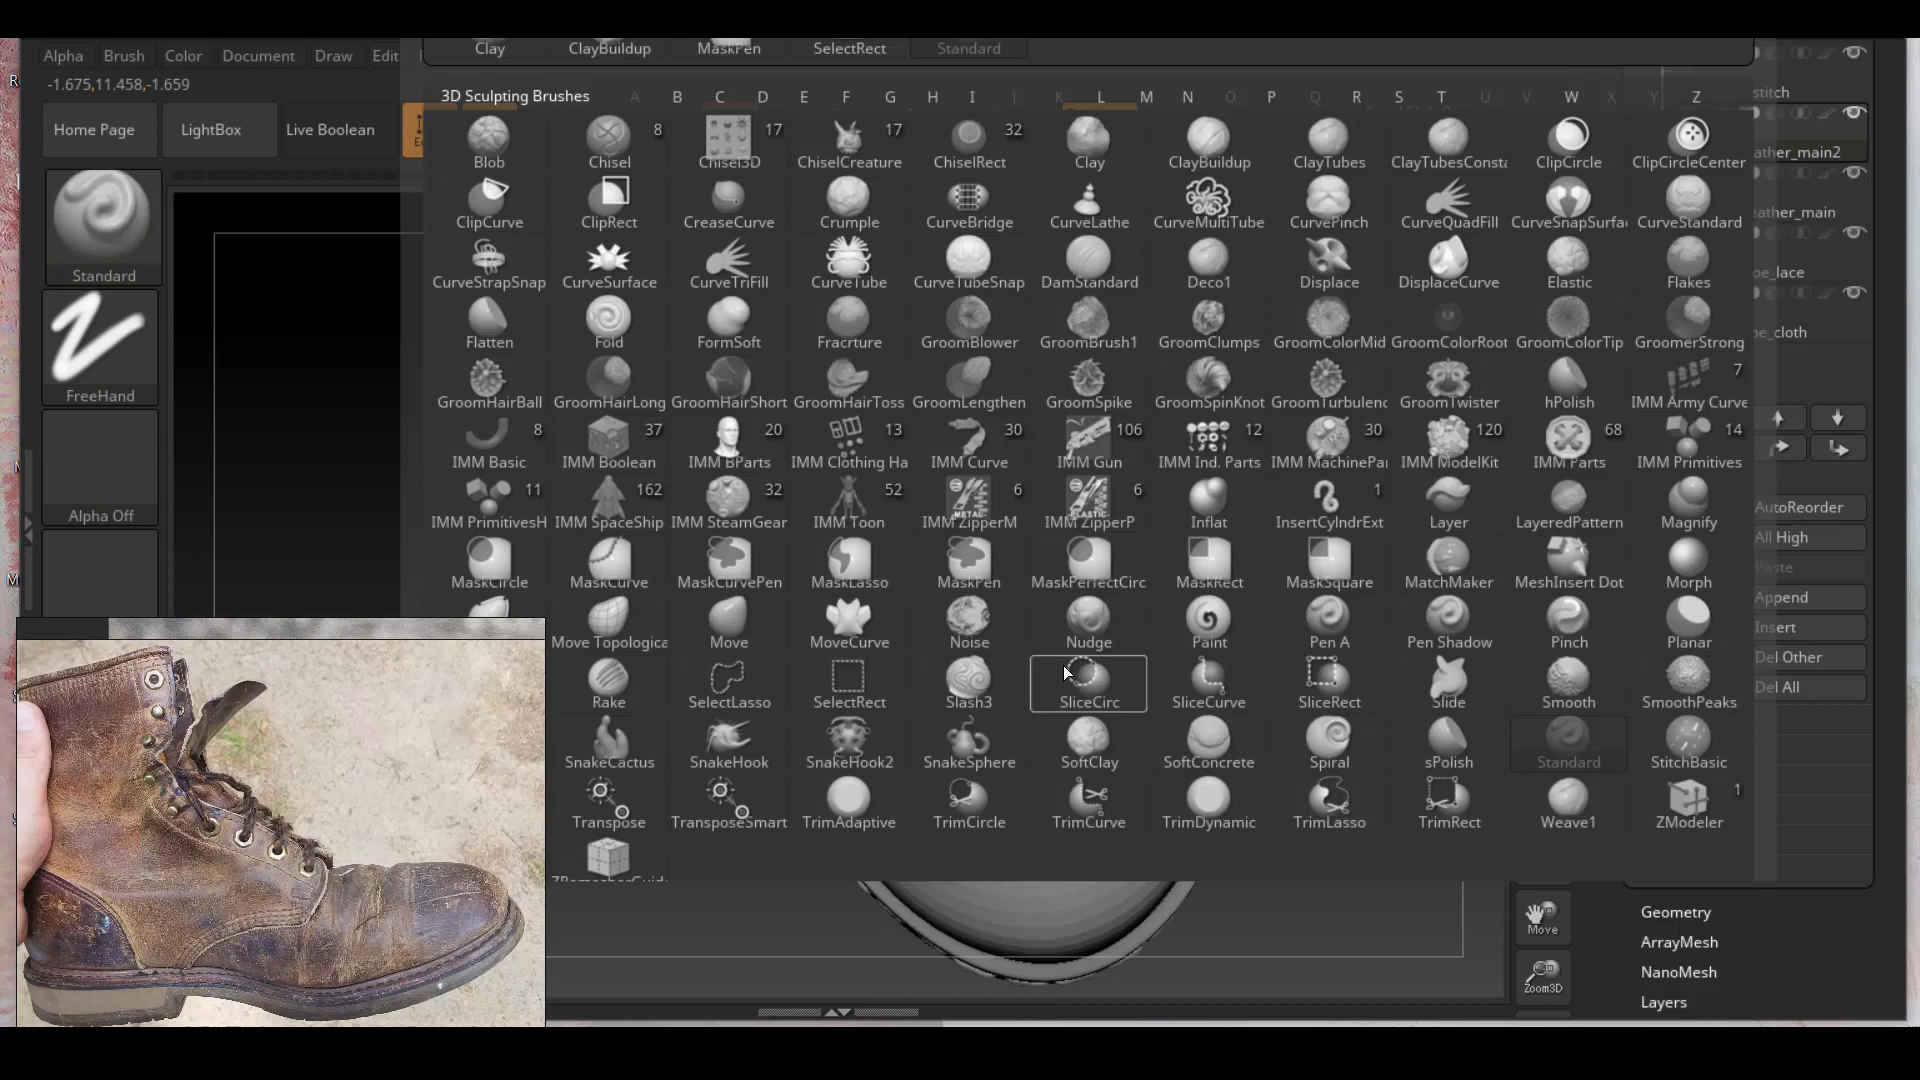 Alpha Brush Color Document Draw Edit
-1.675,11.458,-1.659
Home Page LightBox Live Boolean
Standard
FreeHand
Alpha Off
Clay ClayBuildup MaskPen SelectRect Standard
3D Sculpting Brushes A B C D E F G H I J K L M N O P Q R S T U V W X Y Z
8 17 17 32
Blob Chisel Chisel3D ChiselCreature ChiselRect Clay ClayBuildup ClayTubes ClayTubesConsta ClipCircle ClipCircleCenter
ClipCurve ClipRect CreaseCurve Crumple CurveBridge CurveLathe CurveMultiTube CurvePinch CurveQuadFill CurveSnapSurfa CurveStandard
CurveStrapSnap CurveSurface CurveTriFill CurveTube CurveTubeSnap DamStandard Deco1 Displace DisplaceCurve Elastic Flakes
Flatten Fold FormSoft Fracrture GroomBlower GroomBrush1 GroomClumps GroomColorMid GroomColorRoot GroomColorTip GroomerStrong
7
GroomHairBall GroomHairLong GroomHairShort GroomHairToss GroomLengthen GroomSpike GroomSpinKnot GroomTurbulenc GroomTwister hPolish IMM Army Curve
8 37 20 13 30 106 12 30 120 68 14
IMM Basic IMM Boolean IMM BParts IMM Clothing Ha IMM Curve IMM Gun IMM Ind. Parts IMM MachinePar IMM ModelKit IMM Parts IMM Primitives
11 162 32 52 6 6 1
IMM PrimitivesH IMM SpaceShip IMM SteamGear IMM Toon IMM ZipperM IMM ZipperP Inflat InsertCylndrExt Layer LayeredPattern Magnify
MaskCircle MaskCurve MaskCurvePen MaskLasso MaskPen MaskPerfectCirc MaskRect MaskSquare MatchMaker MeshInsert Dot Morph
Move Topologica Move MoveCurve Noise Nudge Paint Pen A Pen Shadow Pinch Planar
Rake SelectLasso SelectRect Slash3 SliceCirc SliceCurve SliceRect Slide Smooth SmoothPeaks
SnakeCactus SnakeHook SnakeHook2 SnakeSphere SoftClay SoftConcrete Spiral sPolish Standard StitchBasic
1
Transpose TransposeSmart TrimAdaptive TrimCircle TrimCurve TrimDynamic TrimLasso TrimRect Weave1 ZModeler
stitch
ather_main2
ather_main
oe_lace
oe_cloth
AutoReorder
All High
Paste
Append
Insert
Del Other
Del All
Move
Zoom3D
Geometry
ArrayMesh
NanoMesh
Layers